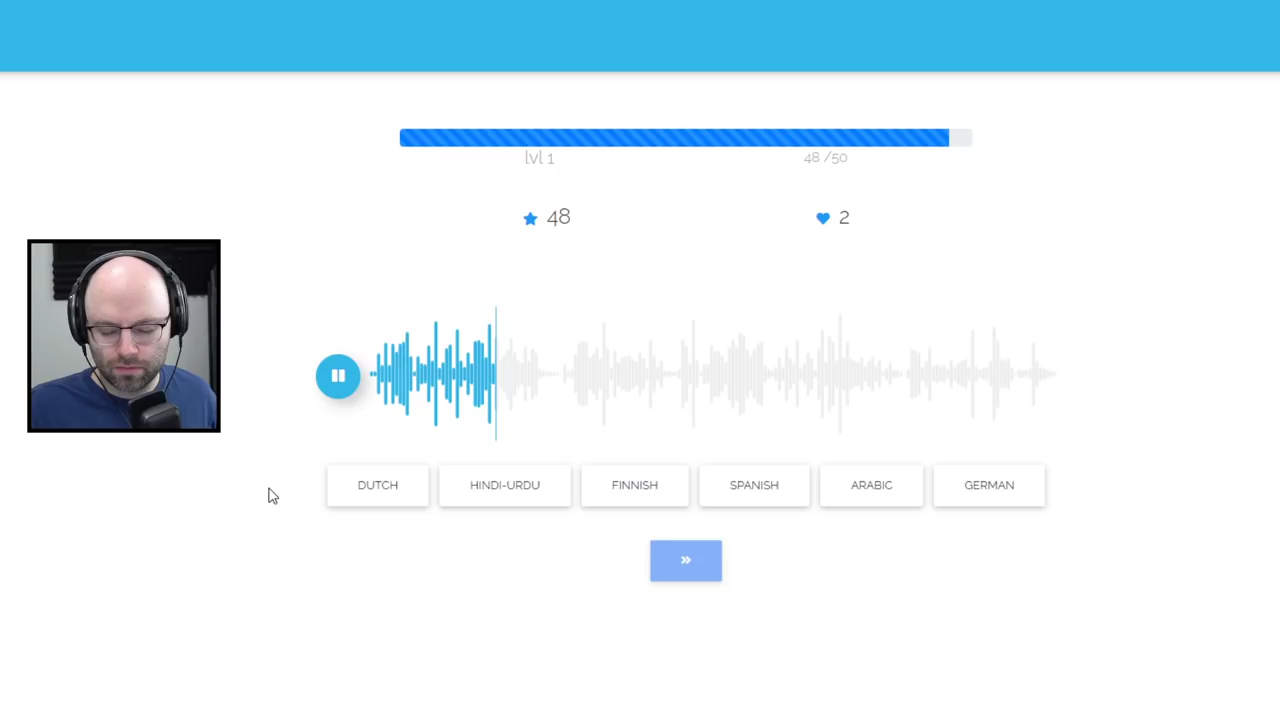 lvl 1
48 /50
48
2
DUTCH
HINDI-URDU
FINNISH
SPANISH
ARABIC
GERMAN
»